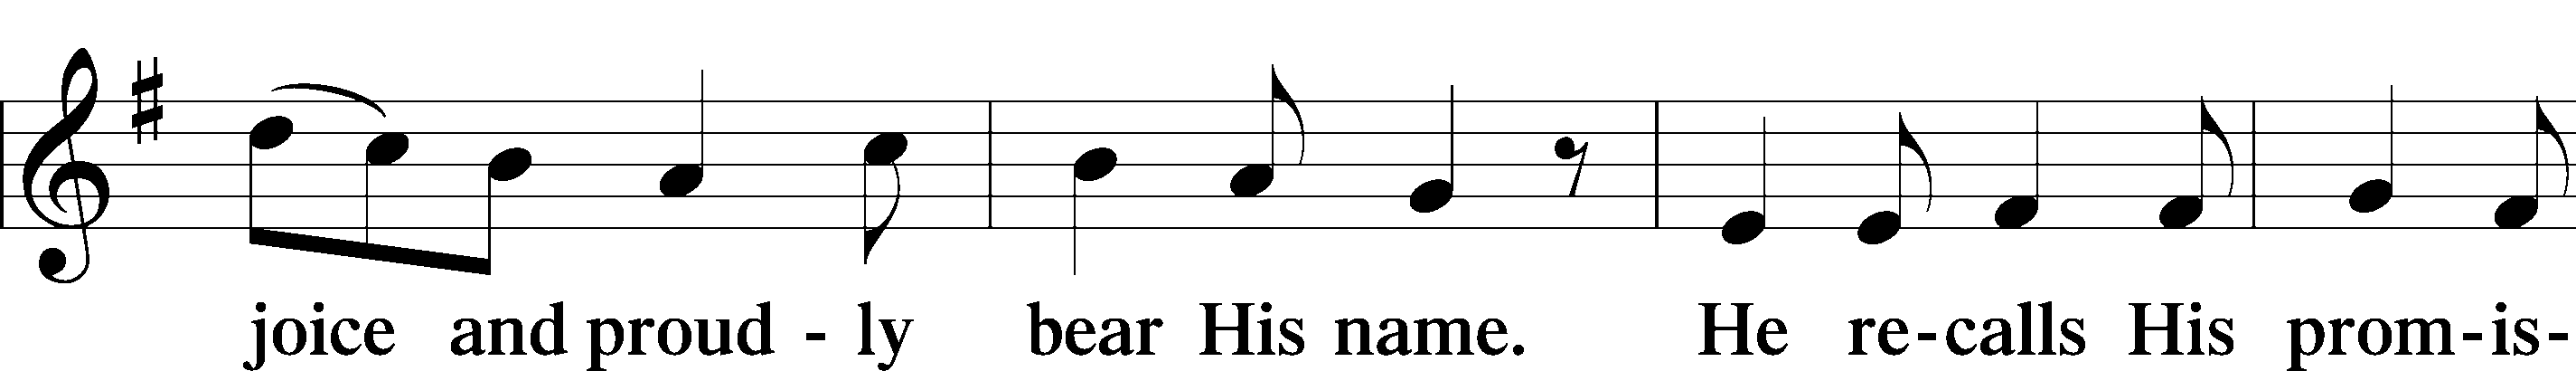 joice and proud - ly bear His name. He re-calls His prom-is-